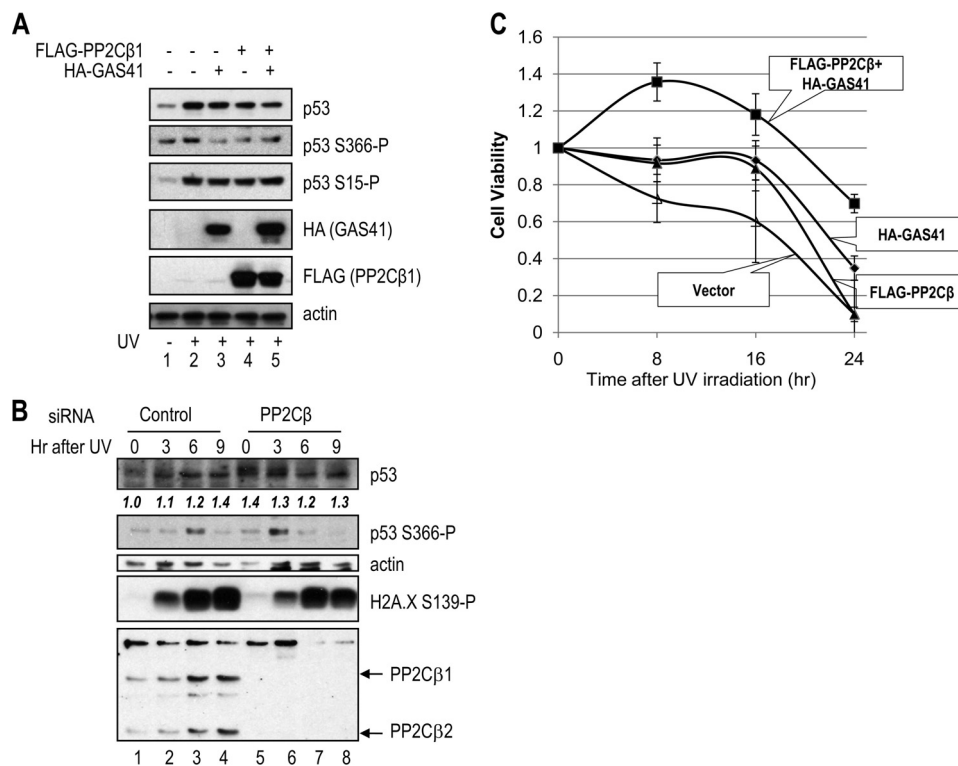 A
FLAG-PP2Cβ1 - - - + +
HA-GAS41 - - + - +
p53
p53 S366-P
p53 S15-P
HA (GAS41)
FLAG (PP2Cβ1)
actin
UV - + + + +
1 2 3 4 5
B
siRNA Control PP2Cβ
Hr after UV 0 3 6 9 0 3 6 9
p53
1.0 1.1 1.2 1.4 1.4 1.3 1.2 1.3
p53 S366-P
actin
H2A.X S139-P
PP2Cβ1
PP2Cβ2
1 2 3 4 5 6 7 8
C
1.6
1.4
1.2
1
0.8
0.6
0.4
0.2
0
Cell Viability
FLAG-PP2Cβ+
HA-GAS41
HA-GAS41
FLAG-PP2Cβ
Vector
0 8 16 24
Time after UV irradiation (hr)